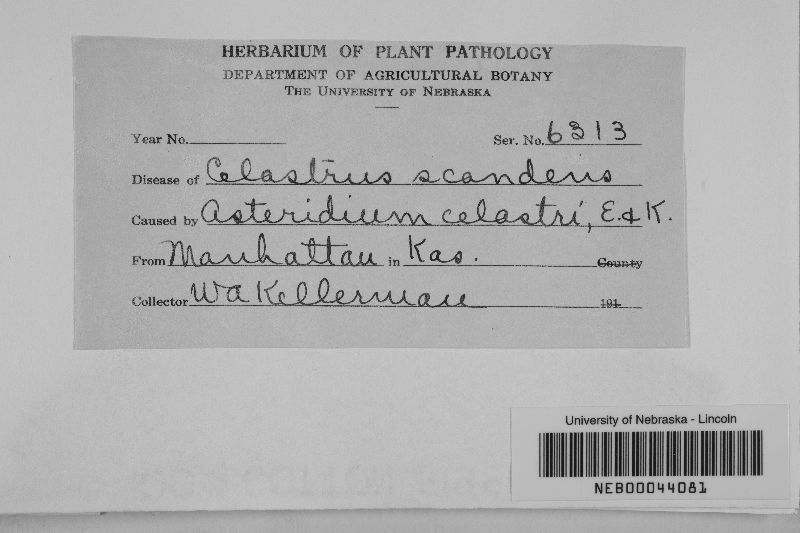 HERBARIUM OF PLANT PATHOLOGY
DEPARTMENT OF AGRICULTURAL BOTANY
THE UNIVERSITY OF NEBRASKA
Year No.
Ser. No. 6313
Disease of Celastrus scandens
Caused by Asteridium celastri, E. & K.
From Manhattan in Kas. County
Collector WA Kellerman 191
University of Nebraska - Lincoln
NEB00044081